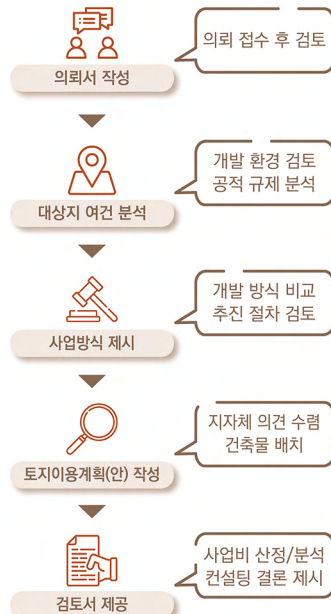 의뢰 접수 후 검토
의뢰서 작성
개발 환경 검토
공적 규제 분석
대상지 여건 분석
개발 방식 비교
추진 절차 검토
사업방식 제시
지자체 의견 수렴
건축물 배치
토지이용계획(안) 작성
사업비 산정/분석
컨설팅 결론 제시
검토서 제공